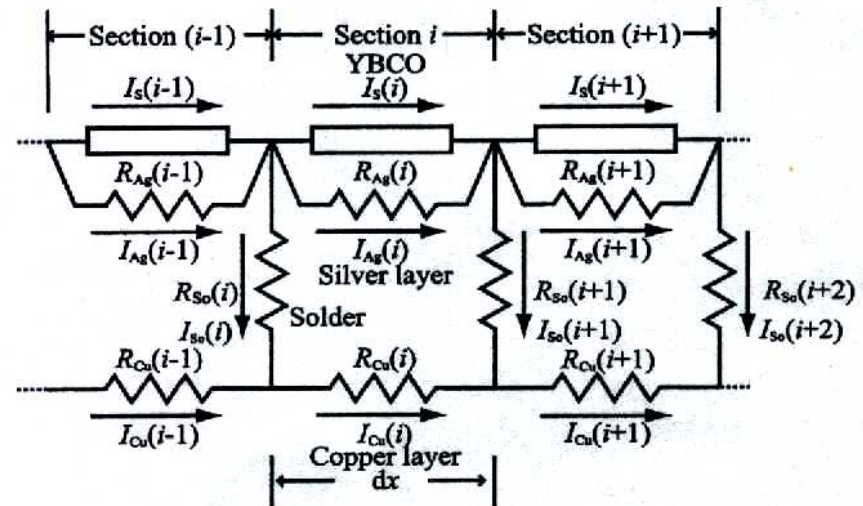 Section (i-1) Section i Section (i+1)
YBCO
I_S(i-1) I_S(i) I_S(i+1)
R_Ag(i-1) R_Ag(i) R_Ag(i+1)
I_Ag(i-1) I_Ag(i) I_Ag(i+1)
Silver layer
R_So(i) R_So(i+1) R_So(i+2)
Solder
I_So(i) I_So(i+1) I_So(i+2)
R_Cu(i-1) R_Cu(i) R_Cu(i+1)
I_Cu(i-1) I_Cu(i) I_Cu(i+1)
Copper layer
dx